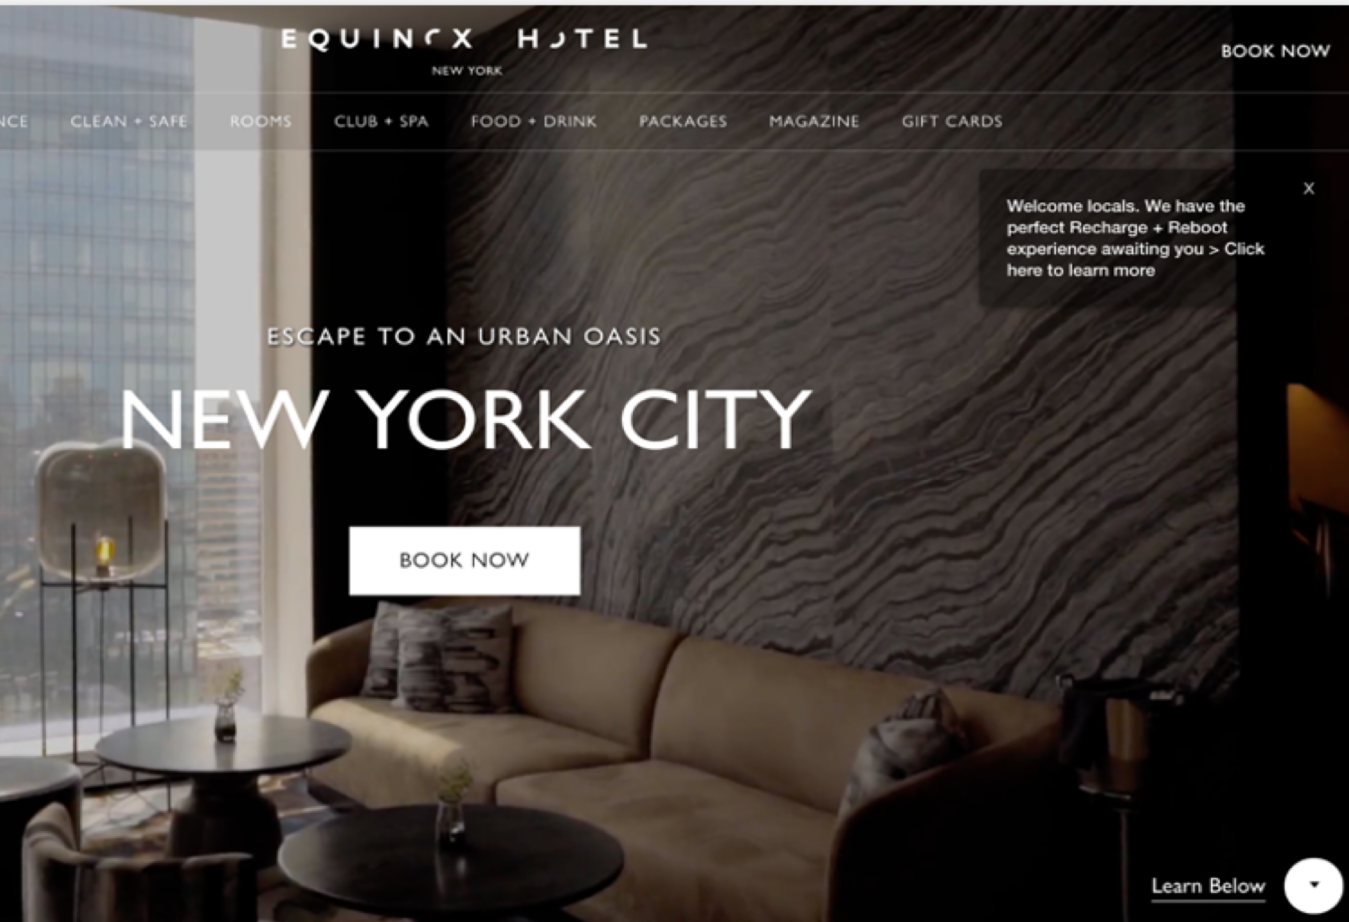 EQUINOX HOTEL
NEW YORK
BOOK NOW
NCE CLEAN + SAFE ROOMS CLUB + SPA FOOD + DRINK PACKAGES MAGAZINE GIFT CARDS
X
Welcome locals. We have the
perfect Recharge + Reboot
experience awaiting you > Click
here to learn more
ESCAPE TO AN URBAN OASIS
NEW YORK CITY
BOOK NOW
Learn Below